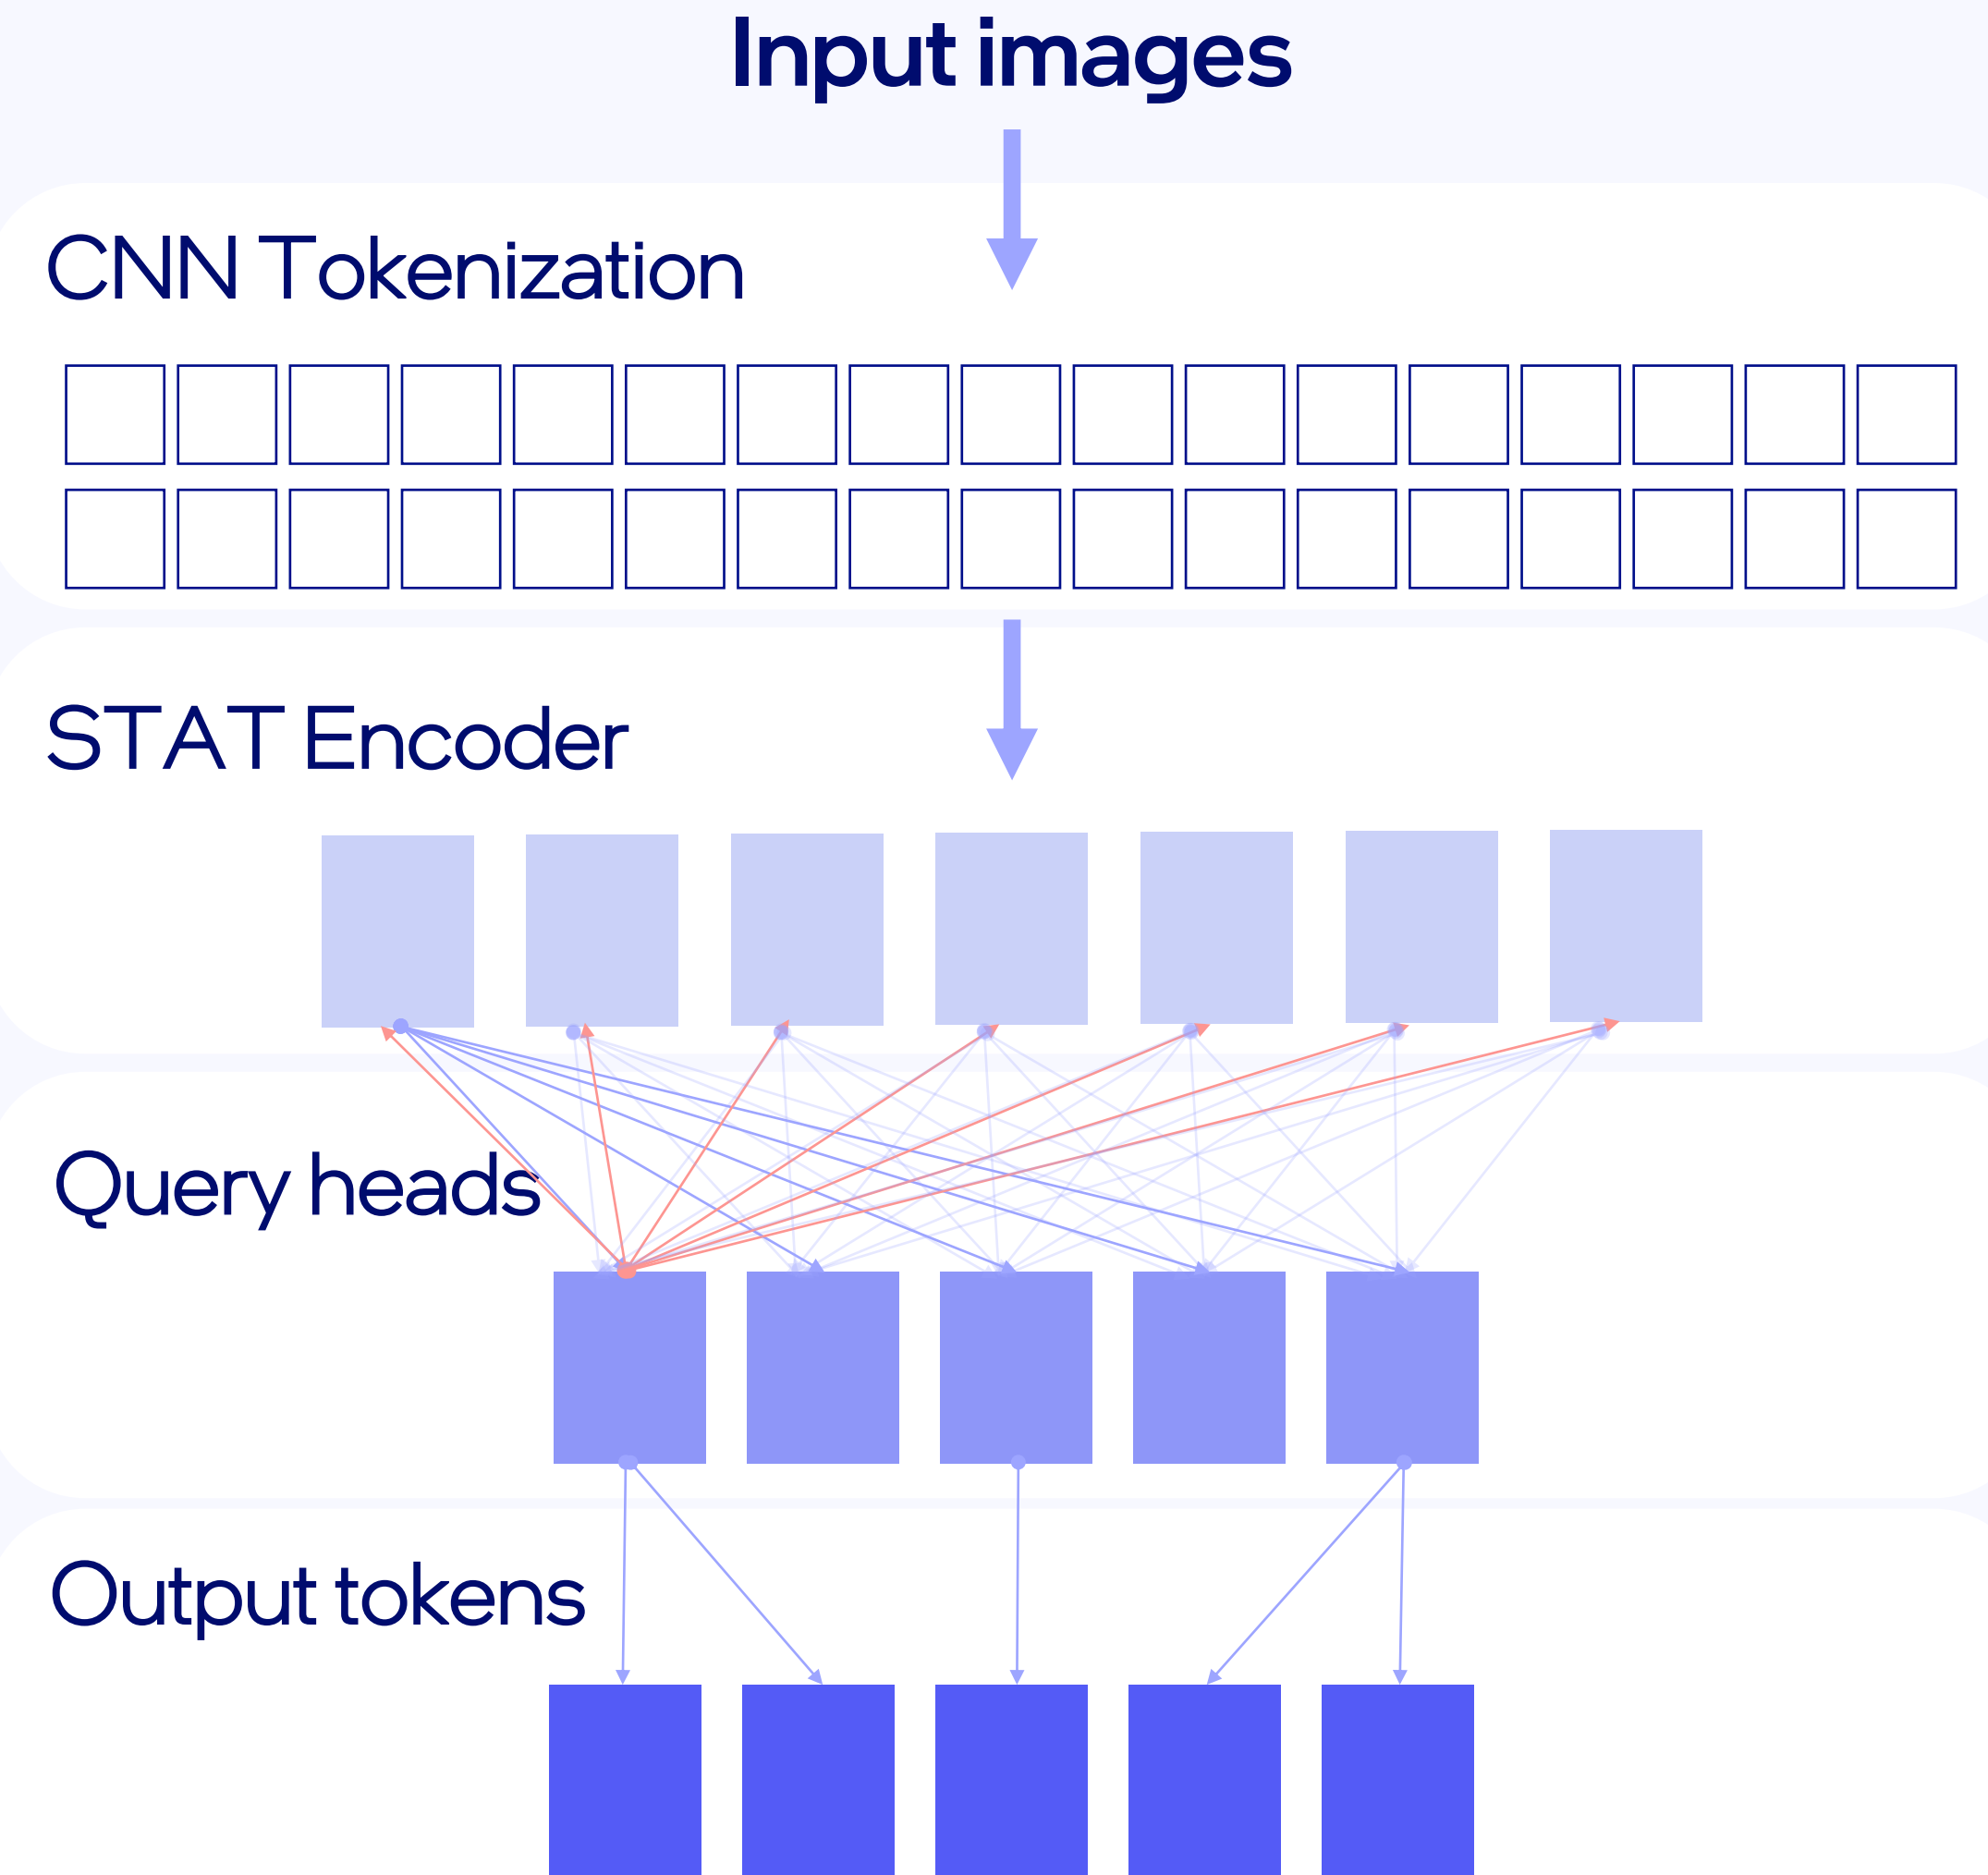 Input images
CNN Tokenization
STAT Encoder
Query heads
Output tokens